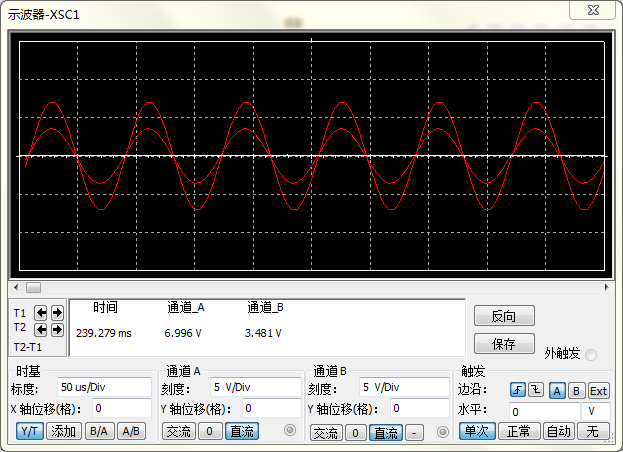 示波器-XSC1
时间 通道_A 通道_B
T1
T2
239.279 ms 6.996 V 3.481 V
T2-T1
反向
保存
外触发
时基
标度: 50 us/Div
X 轴位移(格): 0
Y/T 添加 B/A A/B
通道 A
刻度: 5 V/Div
Y 轴位移(格): 0
交流 0 直流
通道 B
刻度: 5 V/Div
Y 轴位移(格): 0
交流 0 直流 -
触发
边沿: A B Ext
水平: 0 V
单次 正常 自动 无